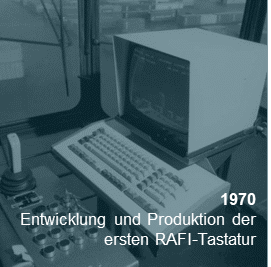 1970
Entwicklung und Produktion der
ersten RAFI-Tastatur